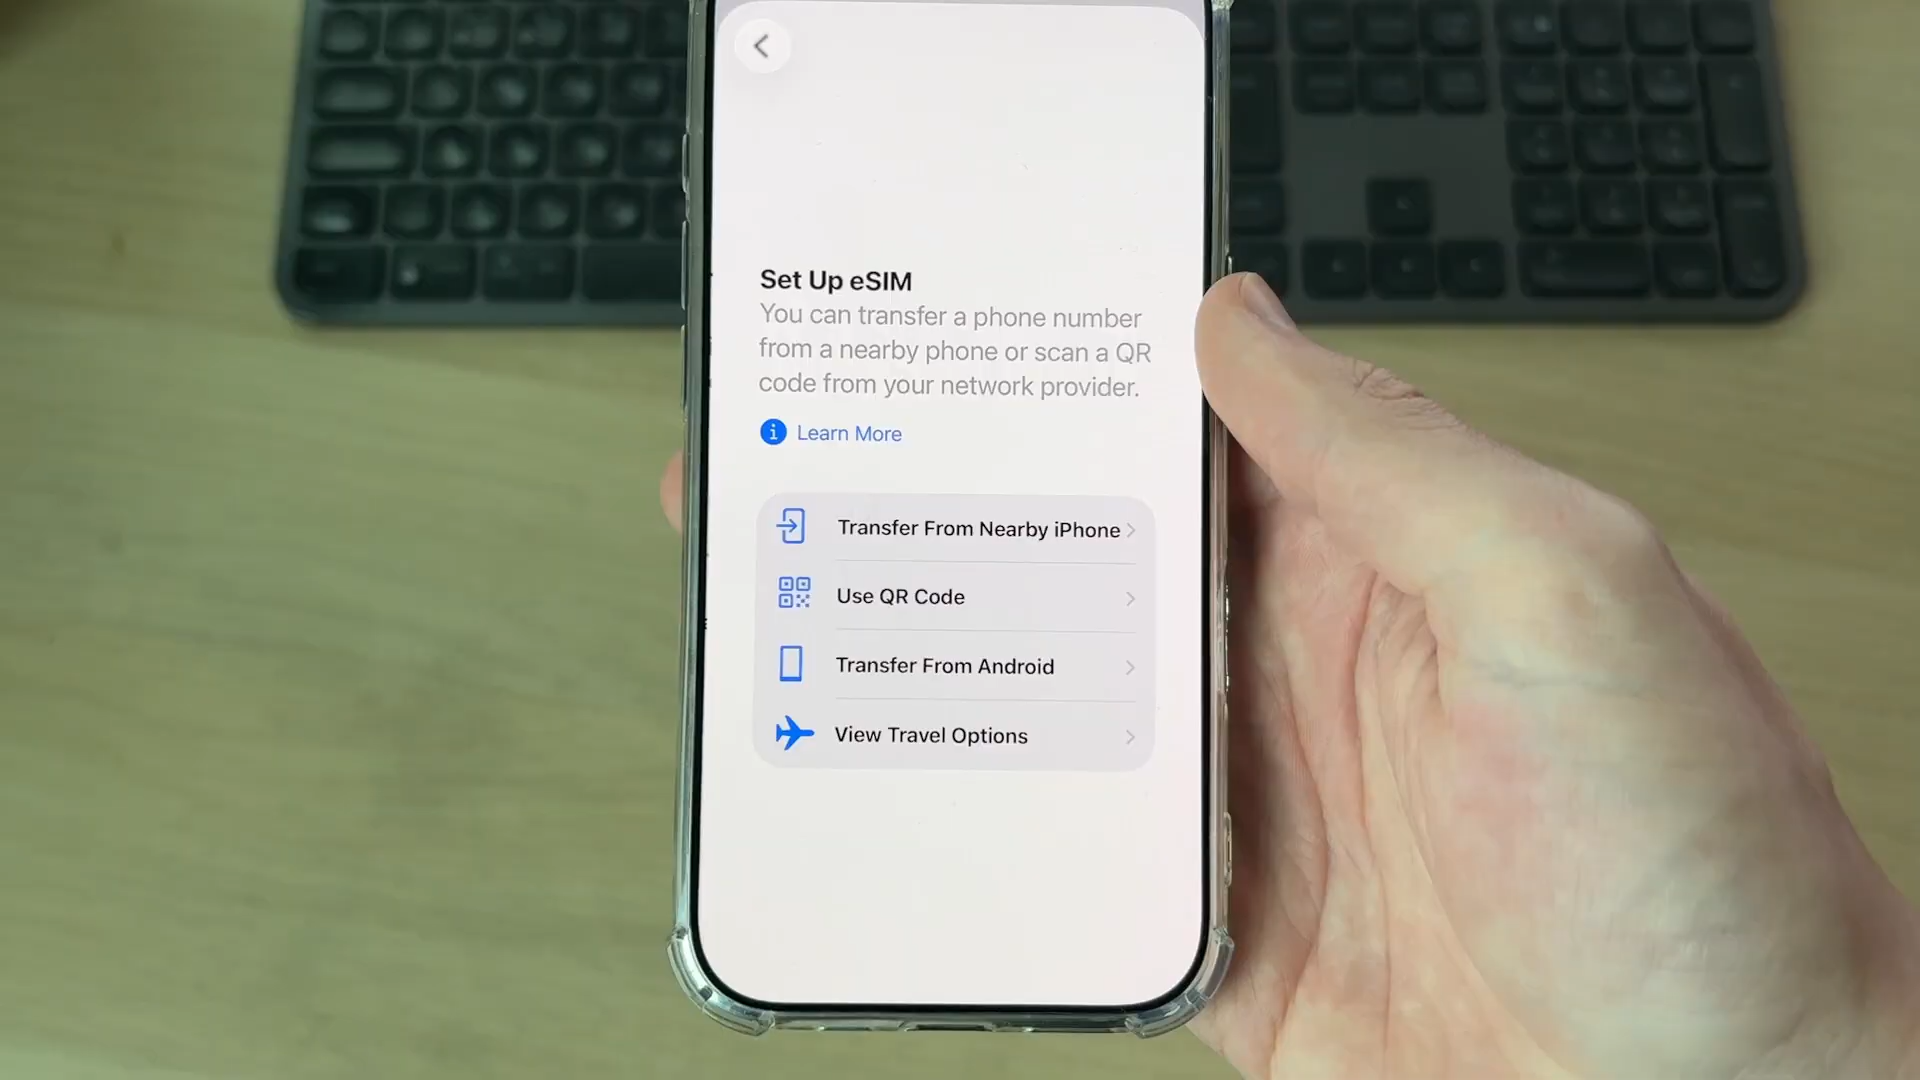 Set Up eSIM
You can transfer a phone number
from a nearby phone or scan a QR
code from your network provider.
Learn More
Transfer From Nearby iPhone
Use QR Code
Transfer From Android
View Travel Options